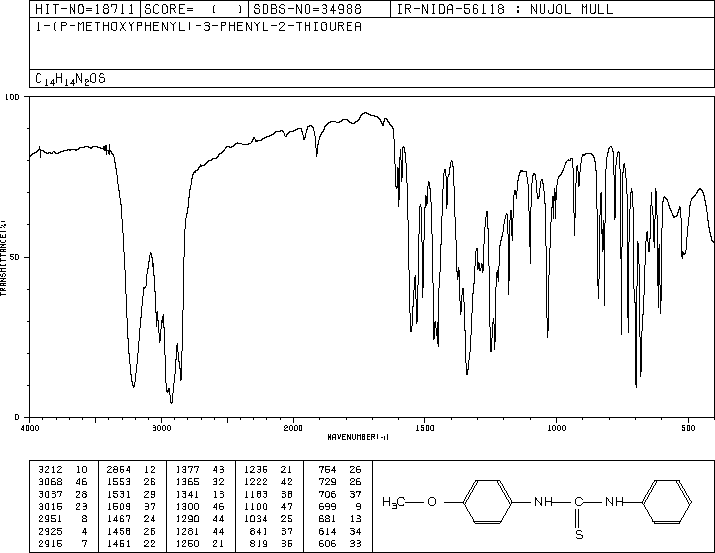 HIT-NO=18711 SCORE= ( ) SDBS-NO=34988 IR-NIDA-56118 : NUJOL MULL
1-(P-METHOXYPHENYL)-3-PHENYL-2-THIOUREA
C14H14N2OS
100
50
0
TRANSMITTANCE(%)
4000 3000 2000 1500 1000 500
WAVENUMBER(-1)
3212 10 2864 12 1377 43 1236 21 754 26
3068 46 1553 26 1365 32 1222 42 729 26
3037 28 1531 29 1341 13 1183 38 706 37
3015 23 1509 37 1300 46 1100 47 699 9
2951 8 1467 24 1290 44 1034 25 681 13
2925 4 1458 26 1281 44 841 37 614 34
2915 7 1451 22 1250 21 819 35 606 33
H3C O NH C NH
S